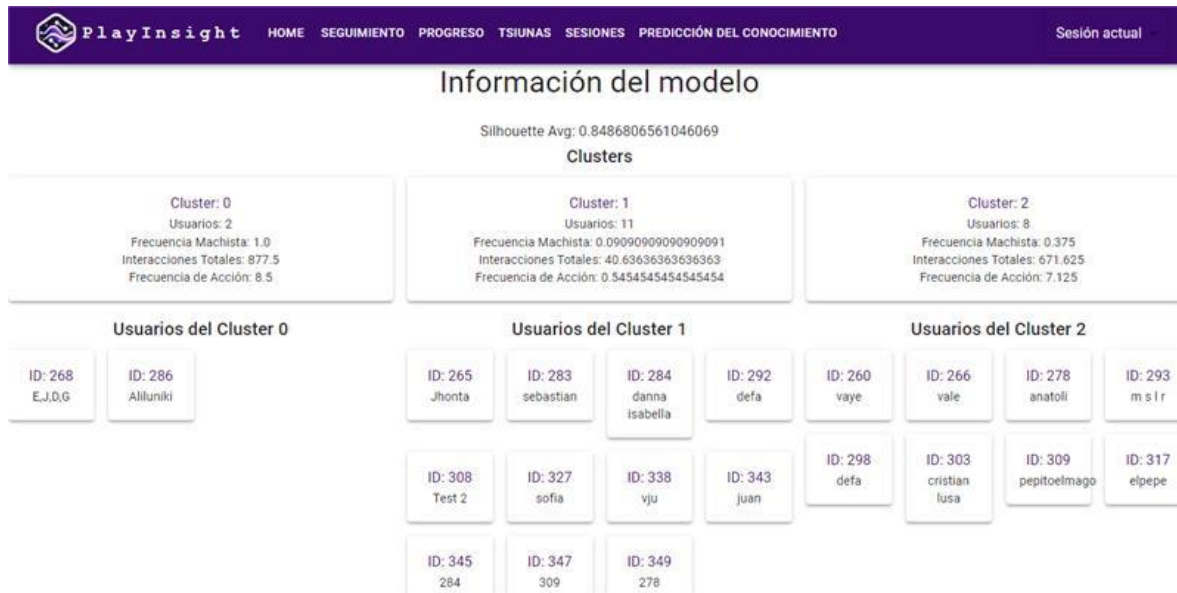 PlayInsight HOME SEGUIMIENTO PROGRESO TSIUNAS SESIONES PREDICCIÓN DEL CONOCIMIENTO Sesión actual
Información del modelo
Silhouette Avg: 0.8486806561046069
Clusters
Cluster: 0
Usuarios: 2
Frecuencia Machista: 1.0
Interacciones Totales: 877.5
Frecuencia de Acción: 8.5
Cluster: 1
Usuarios: 11
Frecuencia Machista: 0.09090909090909091
Interacciones Totales: 40.63636363636363
Frecuencia de Acción: 0.5454545454545454
Cluster: 2
Usuarios: 8
Frecuencia Machista: 0.375
Interacciones Totales: 671.625
Frecuencia de Acción: 7.125
Usuarios del Cluster 0
ID: 268
E,J,D,G
ID: 286
Aliluniki
Usuarios del Cluster 1
ID: 265
Jhonta
ID: 283
sebastian
ID: 284
danna
isabella
ID: 292
defa
ID: 308
Test 2
ID: 327
sofia
ID: 338
vju
ID: 343
juan
ID: 345
284
ID: 347
309
ID: 349
278
Usuarios del Cluster 2
ID: 260
vaye
ID: 266
vale
ID: 278
anatoli
ID: 293
m s l r
ID: 298
defa
ID: 303
cristian
lusa
ID: 309
pepitoelmago
ID: 317
elpepe